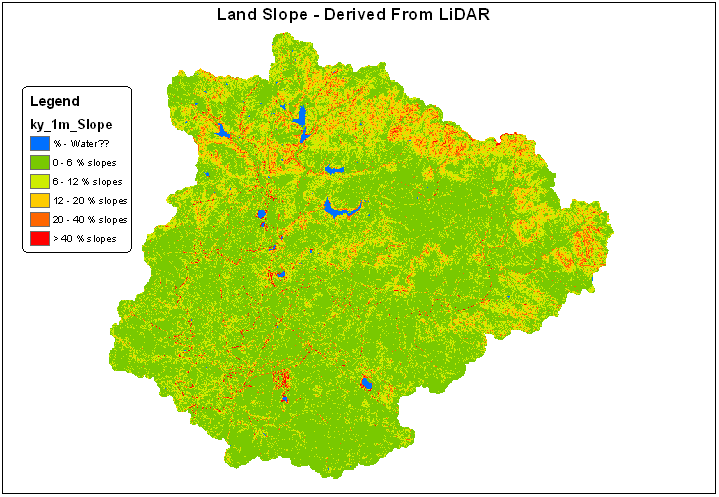 Land Slope - Derived From LiDAR
Legend
ky_1m_Slope
% - Water??
0 - 6 % slopes
6 - 12 % slopes
12 - 20 % slopes
20 - 40 % slopes
> 40 % slopes